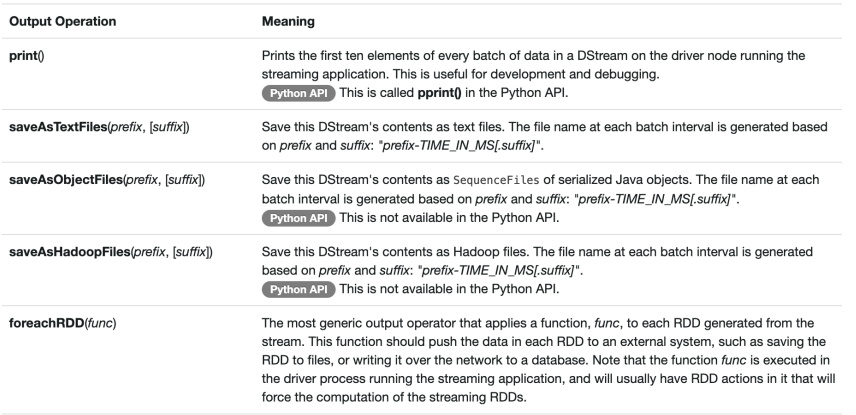 Output Operation Meaning
print() Prints the first ten elements of every batch of data in a DStream on the driver node running the
streaming application. This is useful for development and debugging.
Python API This is called pprint() in the Python API.
saveAsTextFiles(prefix, [suffix]) Save this DStream's contents as text files. The file name at each batch interval is generated based
on prefix and suffix: "prefix-TIME_IN_MS[.suffix]".
saveAsObjectFiles(prefix, [suffix]) Save this DStream's contents as SequenceFiles of serialized Java objects. The file name at each
batch interval is generated based on prefix and suffix: "prefix-TIME_IN_MS[.suffix]".
Python API This is not available in the Python API.
saveAsHadoopFiles(prefix, [suffix]) Save this DStream's contents as Hadoop files. The file name at each batch interval is generated
based on prefix and suffix: "prefix-TIME_IN_MS[.suffix]".
Python API This is not available in the Python API.
foreachRDD(func) The most generic output operator that applies a function, func, to each RDD generated from the
stream. This function should push the data in each RDD to an external system, such as saving the
RDD to files, or writing it over the network to a database. Note that the function func is executed in
the driver process running the streaming application, and will usually have RDD actions in it that will
force the computation of the streaming RDDs.